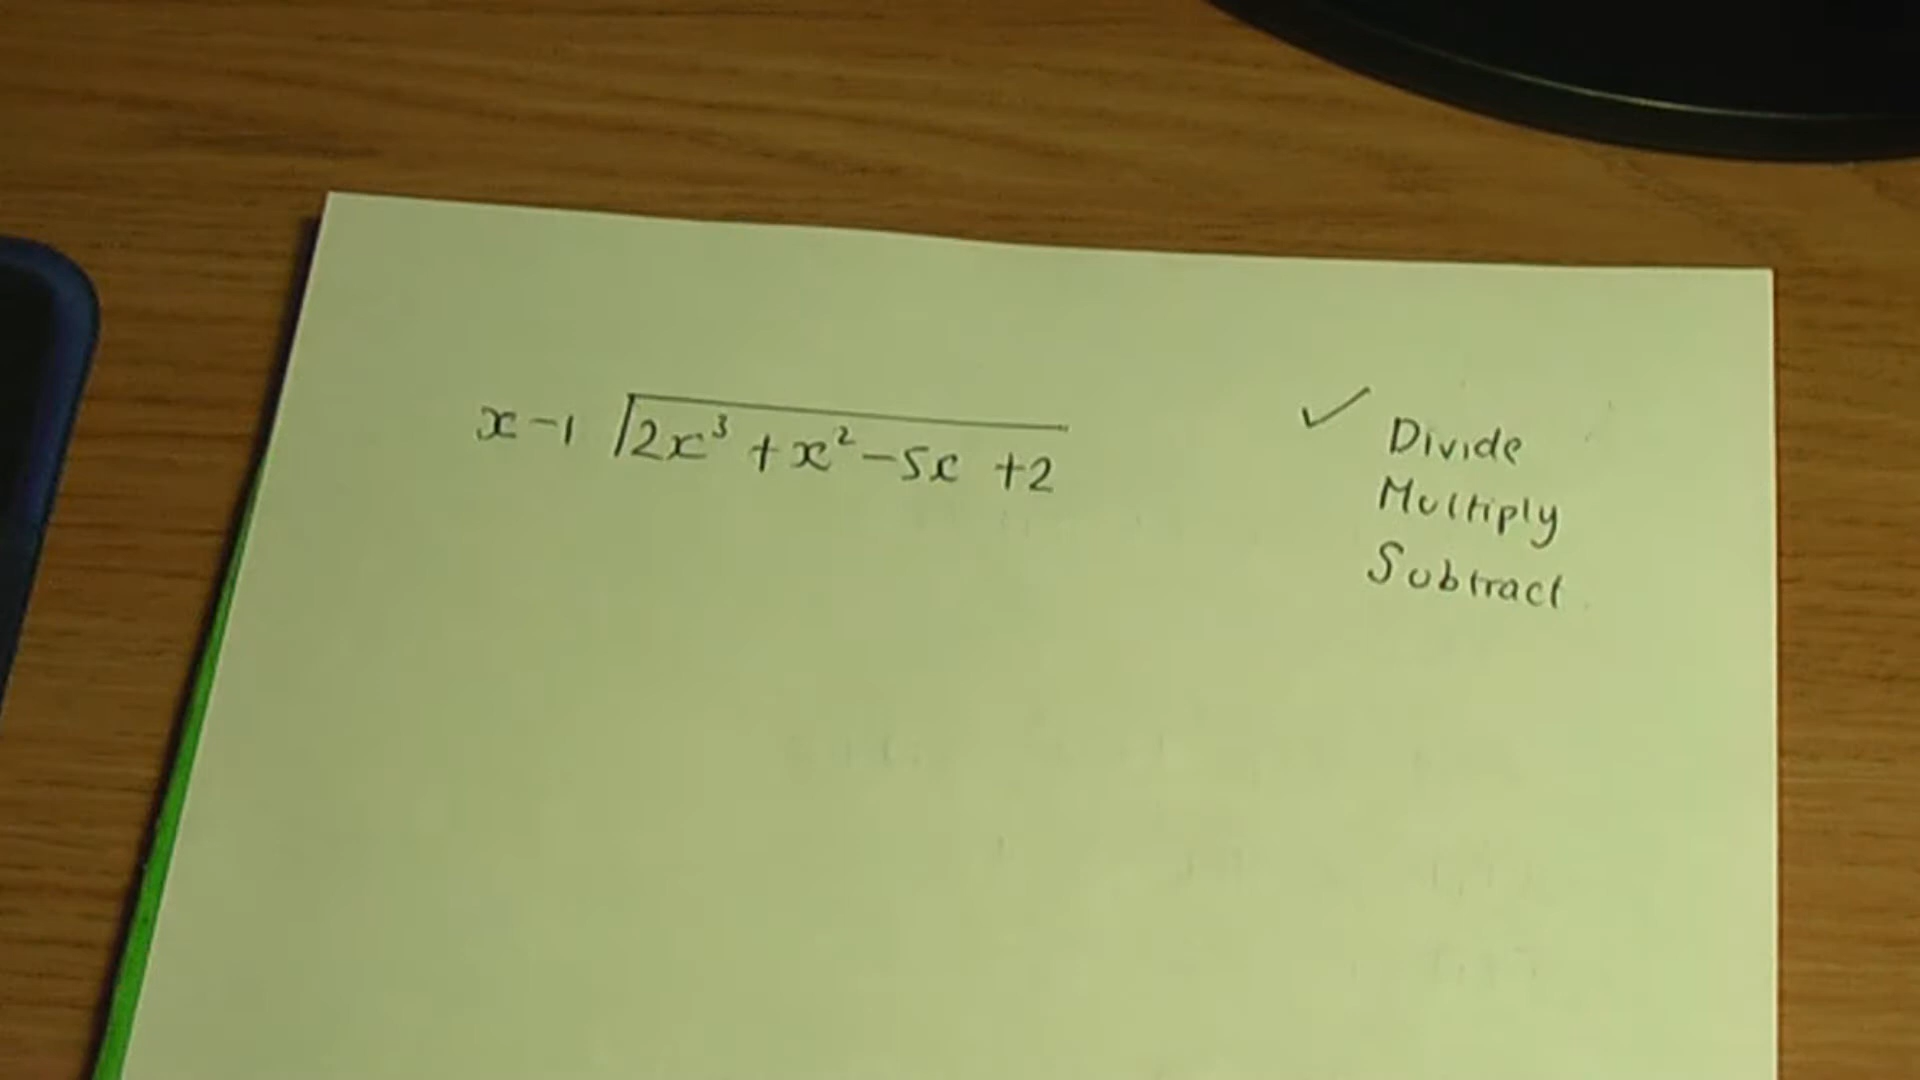 x-1 2x³ +x² -5x +2
✓ Divide
Multiply
Subtract